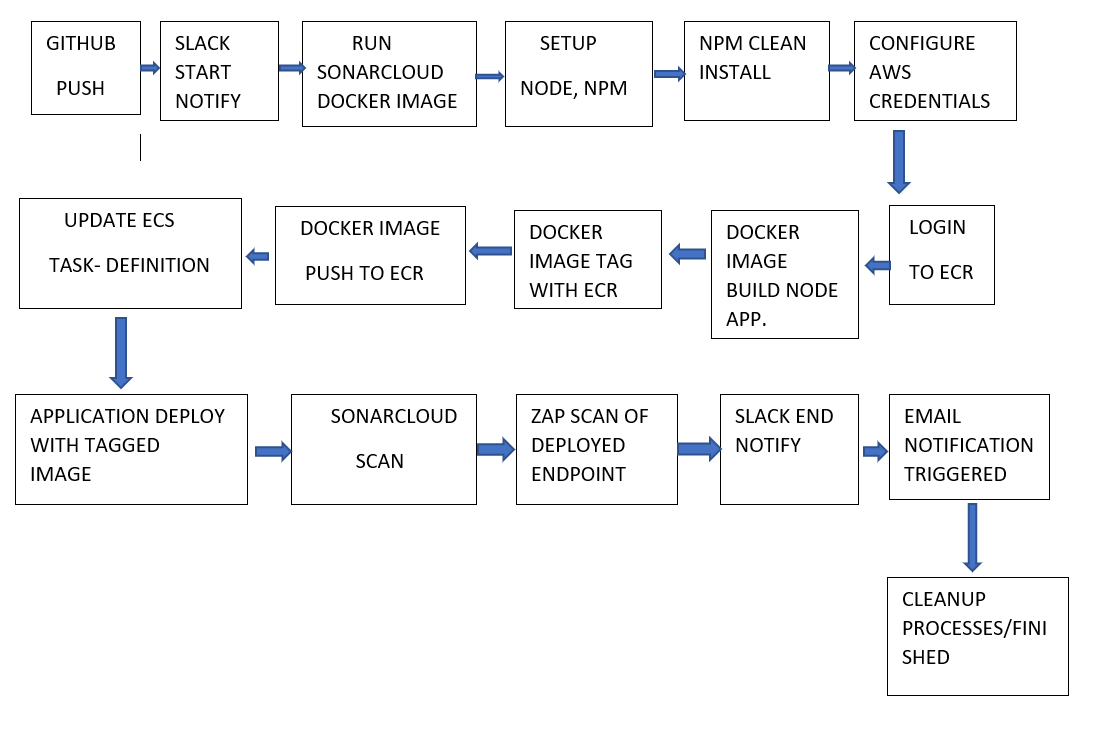 GITHUB
PUSH
SLACK
START
NOTIFY
RUN
SONARCLOUD
DOCKER IMAGE
SETUP
NODE, NPM
NPM CLEAN
INSTALL
CONFIGURE
AWS
CREDENTIALS
LOGIN
TO ECR
DOCKER
IMAGE
BUILD NODE
APP.
DOCKER
IMAGE TAG
WITH ECR
DOCKER IMAGE
PUSH TO ECR
UPDATE ECS
TASK- DEFINITION
APPLICATION DEPLOY
WITH TAGGED
IMAGE
SONARCLOUD
SCAN
ZAP SCAN OF
DEPLOYED
ENDPOINT
SLACK END
NOTIFY
EMAIL
NOTIFICATION
TRIGGERED
CLEANUP
PROCESSES/FINI
SHED